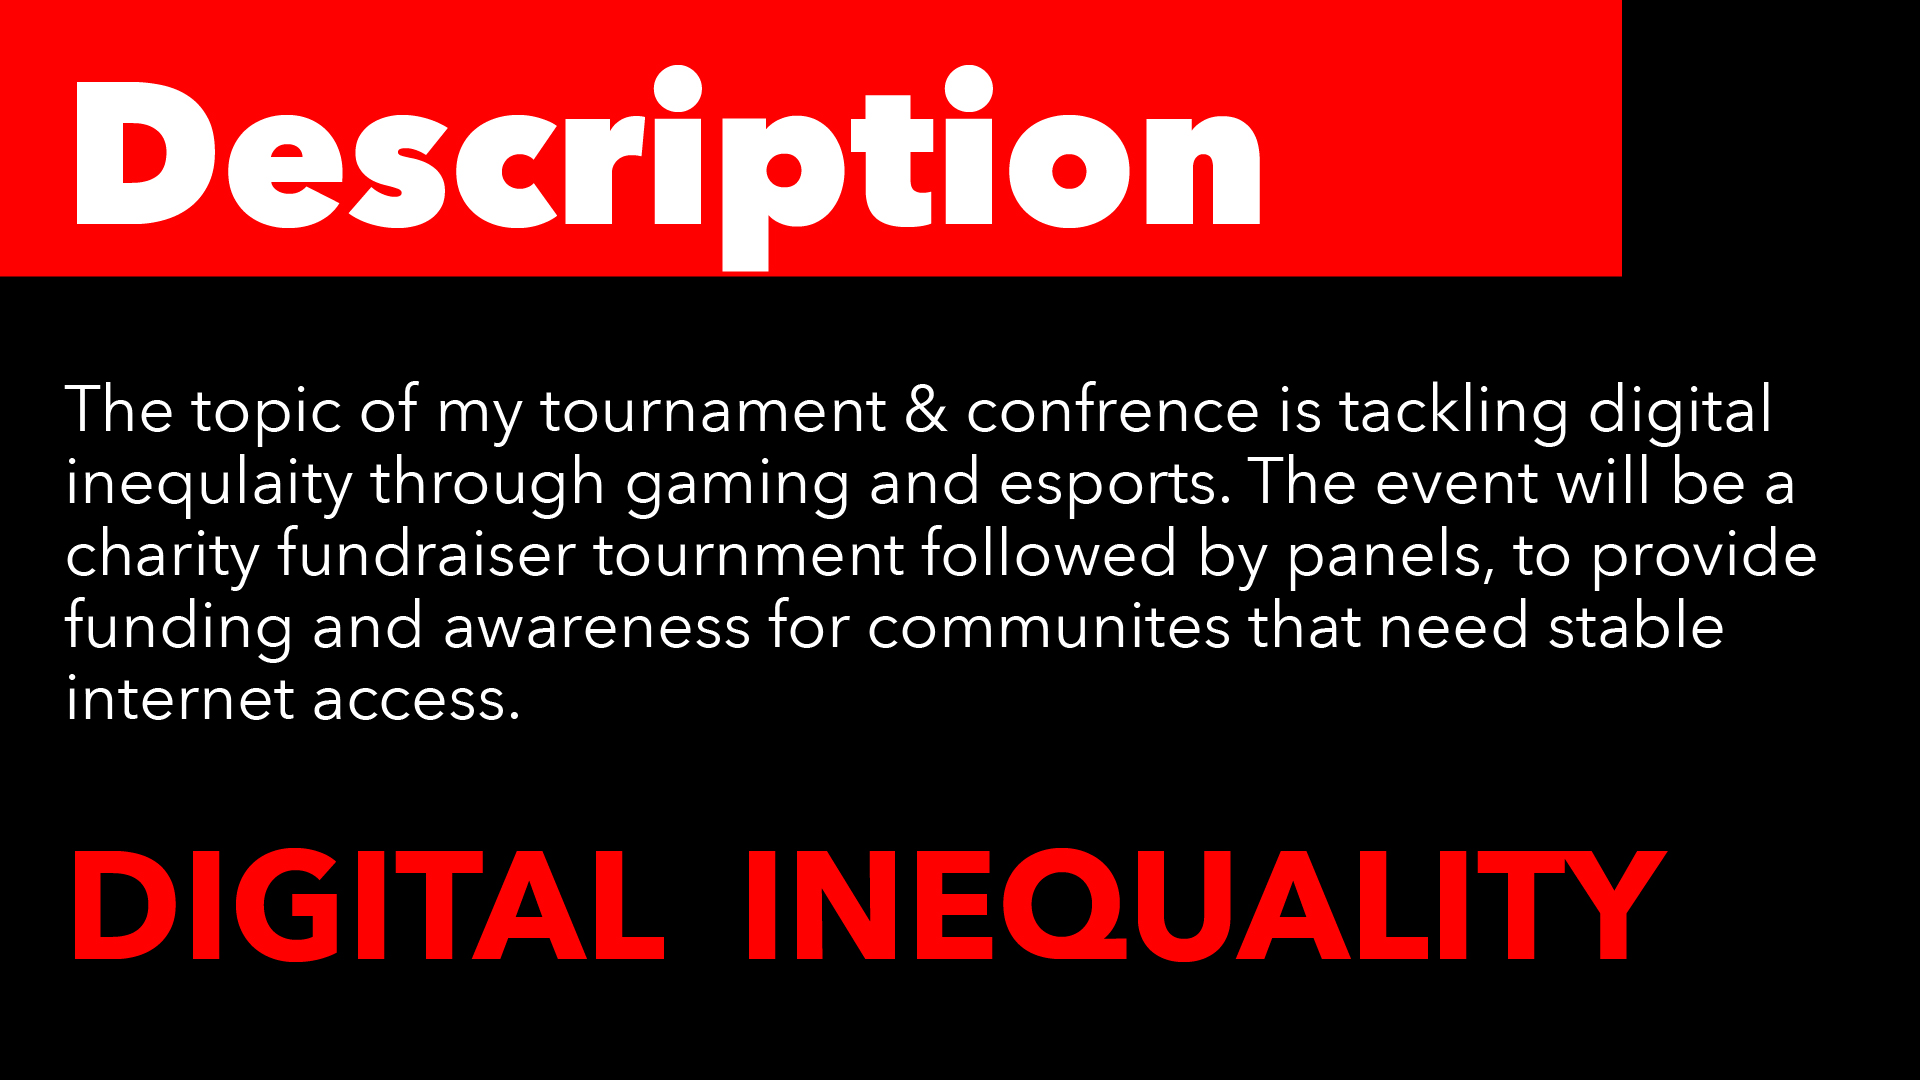 Description
The topic of my tournament & confrence is tackling digital
inequlaity through gaming and esports. The event will be a
charity fundraiser tournment followed by panels, to provide
funding and awareness for communites that need stable
internet access.
DIGITAL INEQUALITY